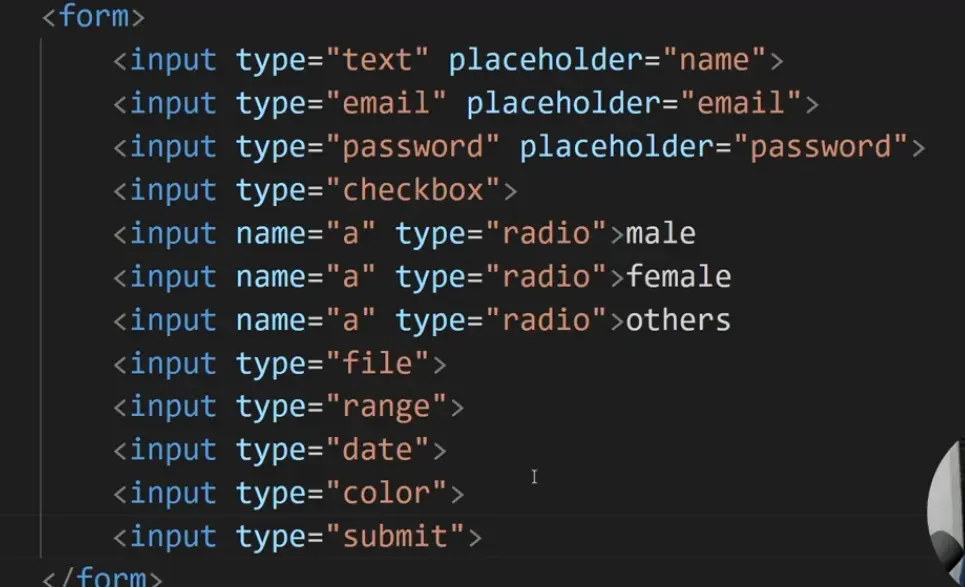 <form>
<input type="text" placeholder="name">
<input type="email" placeholder="email">
<input type="password" placeholder="password">
<input type="checkbox">
<input name="a" type="radio">male
<input name="a" type="radio">female
<input name="a" type="radio">others
<input type="file">
<input type="range">
<input type="date">
<input type="color">
<input type="submit">
</form>